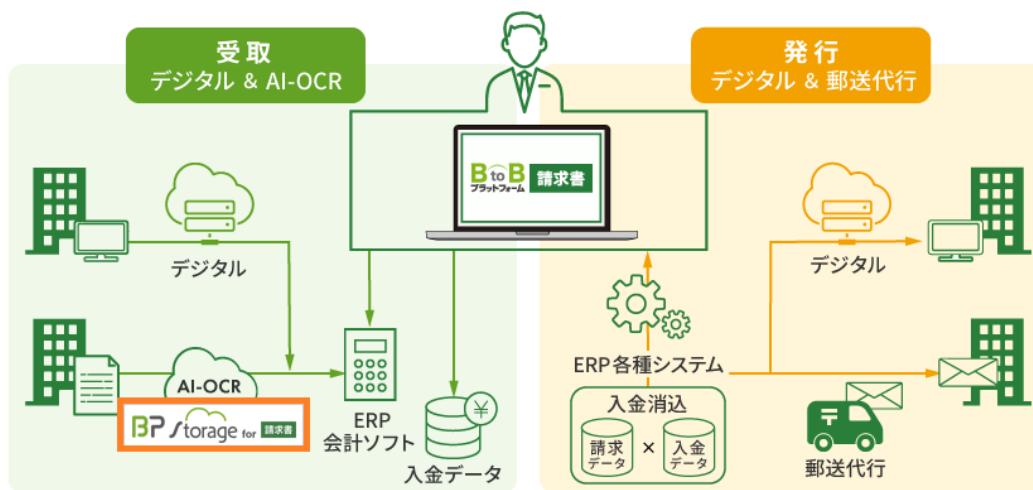 受取
デジタル & AI-OCR
発行
デジタル & 郵送代行
BtoB
プラットフォーム
請求書
デジタル
デジタル
AI-OCR
BP Storage for 請求書
ERP
会計ソフト
¥
入金データ
ERP各種システム
入金消込
請求
データ
×
入金
データ
〒
郵送代行